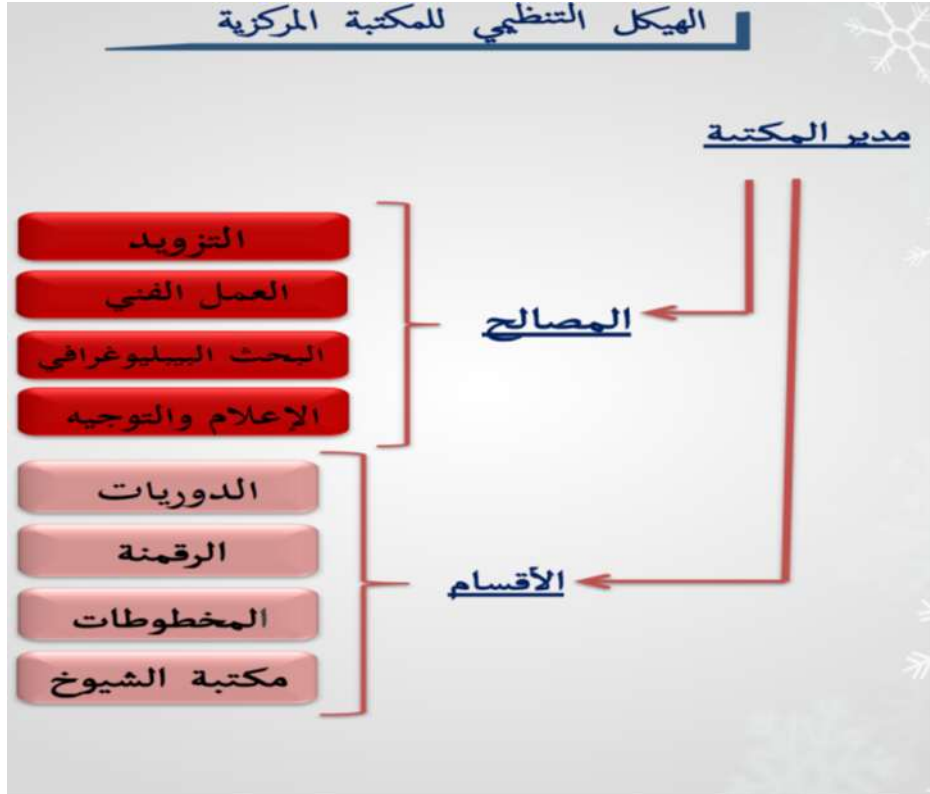 الهيكل التنظيمي للمكتبة المركزية
مدير المكتبة
المصالح
التزويد
العمل الفني
البحث البيبليوغرافي
الإعلام والتوجيه
الأقسام
الدوريات
الرقمنة
المخطوطات
مكتبة الشيوخ